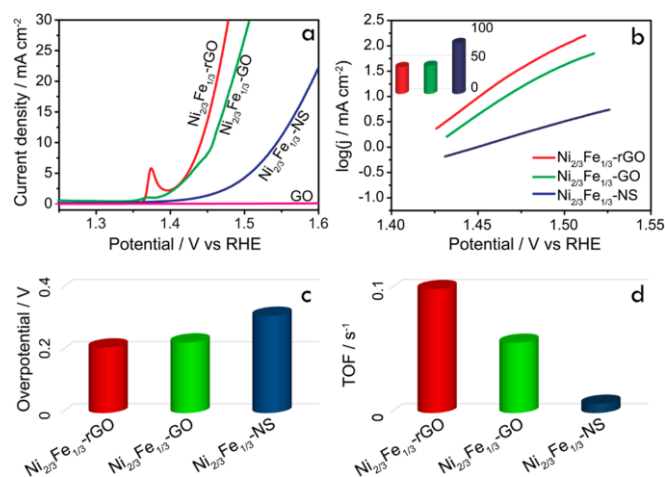 a
Current density / mA cm⁻²
30
25
20
15
10
5
0
Ni₂/₃Fe₁/₃-rGO
Ni₂/₃Fe₁/₃-GO
Ni₂/₃Fe₁/₃-NS
GO
1.3 1.4 1.5 1.6
Potential / V vs RHE
b
log(j / mA cm⁻²)
2.5
2.0
1.5
1.0
0.5
0.0
-0.5
-1.0
100
50
0
Ni₂/₃Fe₁/₃-rGO
Ni₂/₃Fe₁/₃-GO
Ni₂/₃Fe₁/₃-NS
1.40 1.45 1.50 1.55
Potential / V vs RHE
c
Overpotential / V
0.4
0.2
0
Ni₂/₃Fe₁/₃-rGO
Ni₂/₃Fe₁/₃-GO
Ni₂/₃Fe₁/₃-NS
d
TOF / s⁻¹
0.1
0
Ni₂/₃Fe₁/₃-rGO
Ni₂/₃Fe₁/₃-GO
Ni₂/₃Fe₁/₃-NS